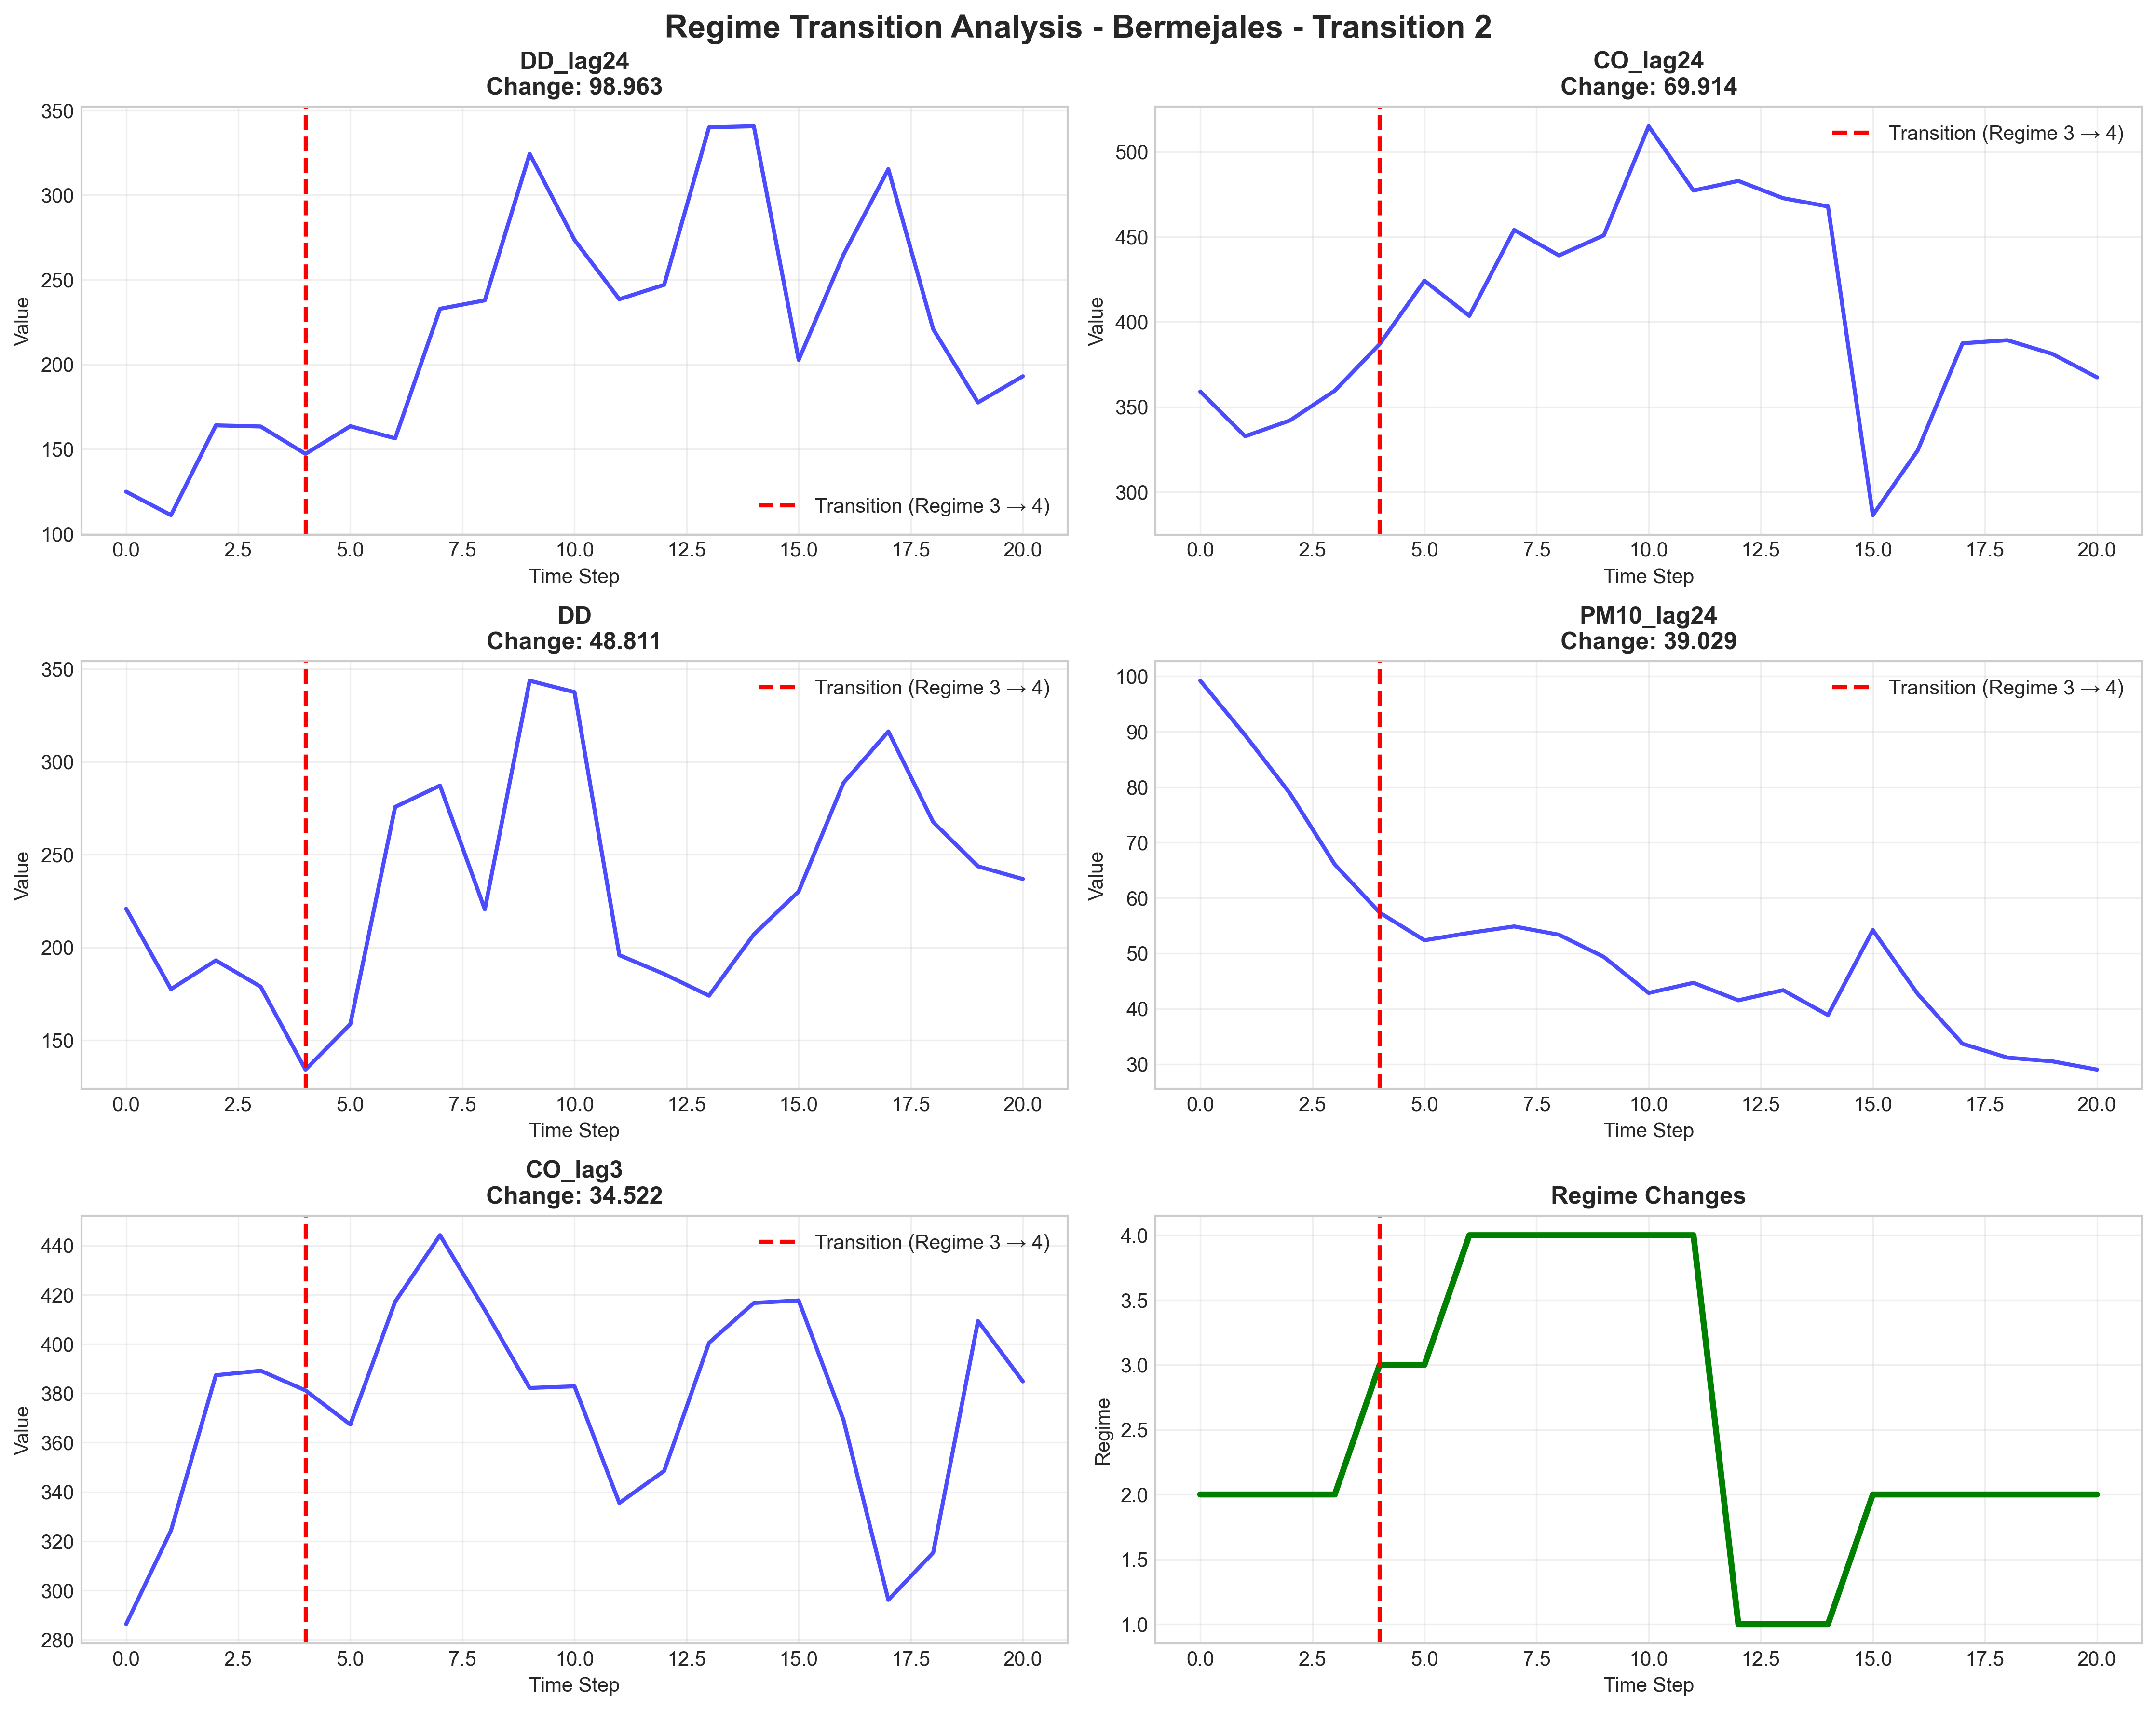 Regime Transition Analysis - Bermejales - Transition 2
DD_lag24
Change: 98.963
350
300
250
200
150
100
Value
0.0 2.5 5.0 7.5 10.0 12.5 15.0 17.5 20.0
Time Step
Transition (Regime 3 → 4)
CO_lag24
Change: 69.914
500
450
400
350
300
Value
0.0 2.5 5.0 7.5 10.0 12.5 15.0 17.5 20.0
Time Step
Transition (Regime 3 → 4)
DD
Change: 48.811
350
300
250
200
150
Value
0.0 2.5 5.0 7.5 10.0 12.5 15.0 17.5 20.0
Time Step
Transition (Regime 3 → 4)
PM10_lag24
Change: 39.029
100
90
80
70
60
50
40
30
Value
0.0 2.5 5.0 7.5 10.0 12.5 15.0 17.5 20.0
Time Step
Transition (Regime 3 → 4)
CO_lag3
Change: 34.522
440
420
400
380
360
340
320
300
280
Value
0.0 2.5 5.0 7.5 10.0 12.5 15.0 17.5 20.0
Time Step
Transition (Regime 3 → 4)
Regime Changes
4.0
3.5
3.0
2.5
2.0
1.5
1.0
Regime
0.0 2.5 5.0 7.5 10.0 12.5 15.0 17.5 20.0
Time Step